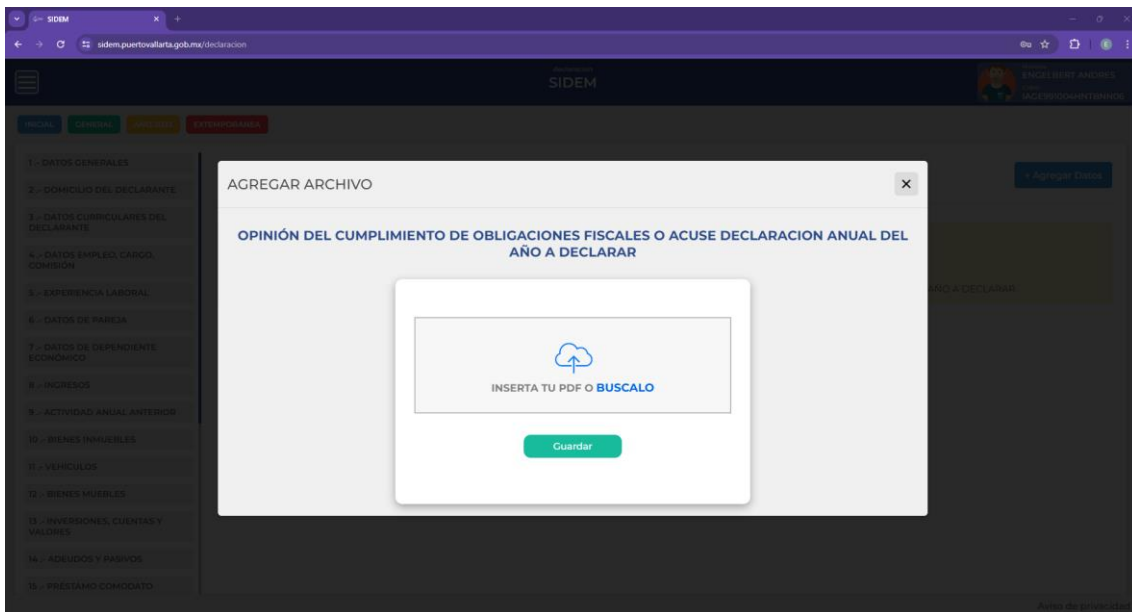 SIDEM
sidem.puertovallarta.gob.mx/declaracion
SIDEM
ENGELBERT ANDRES
INICIAL GENERAL EXTEMPORANEA
1 .- DATOS GENERALES
2 .- DOMICILIO DEL DECLARANTE
3 .- DATOS CURRICULARES DEL
DECLARANTE
4 .- DATOS EMPLEO, CARGO,
COMISIÓN
5 .- EXPERIENCIA LABORAL
6 .- DATOS DE PAREJA
7 .- DATOS DE DEPENDIENTE
ECONÓMICO
8 .- INGRESOS
9 .- ACTIVIDAD ANUAL ANTERIOR
10 .- BIENES INMUEBLES
11 .- VEHICULOS
12 .- BIENES MUEBLES
13 .- INVERSIONES, CUENTAS Y
VALORES
14 .- ADEUDOS Y PASIVOS
15 .- PRESTAMO COMODATO
+ Agregar Datos
AÑO A DECLARAR
AGREGAR ARCHIVO
OPINIÓN DEL CUMPLIMIENTO DE OBLIGACIONES FISCALES O ACUSE DECLARACION ANUAL DEL
AÑO A DECLARAR
INSERTA TU PDF O BUSCALO
Guardar
Aviso de privacidad